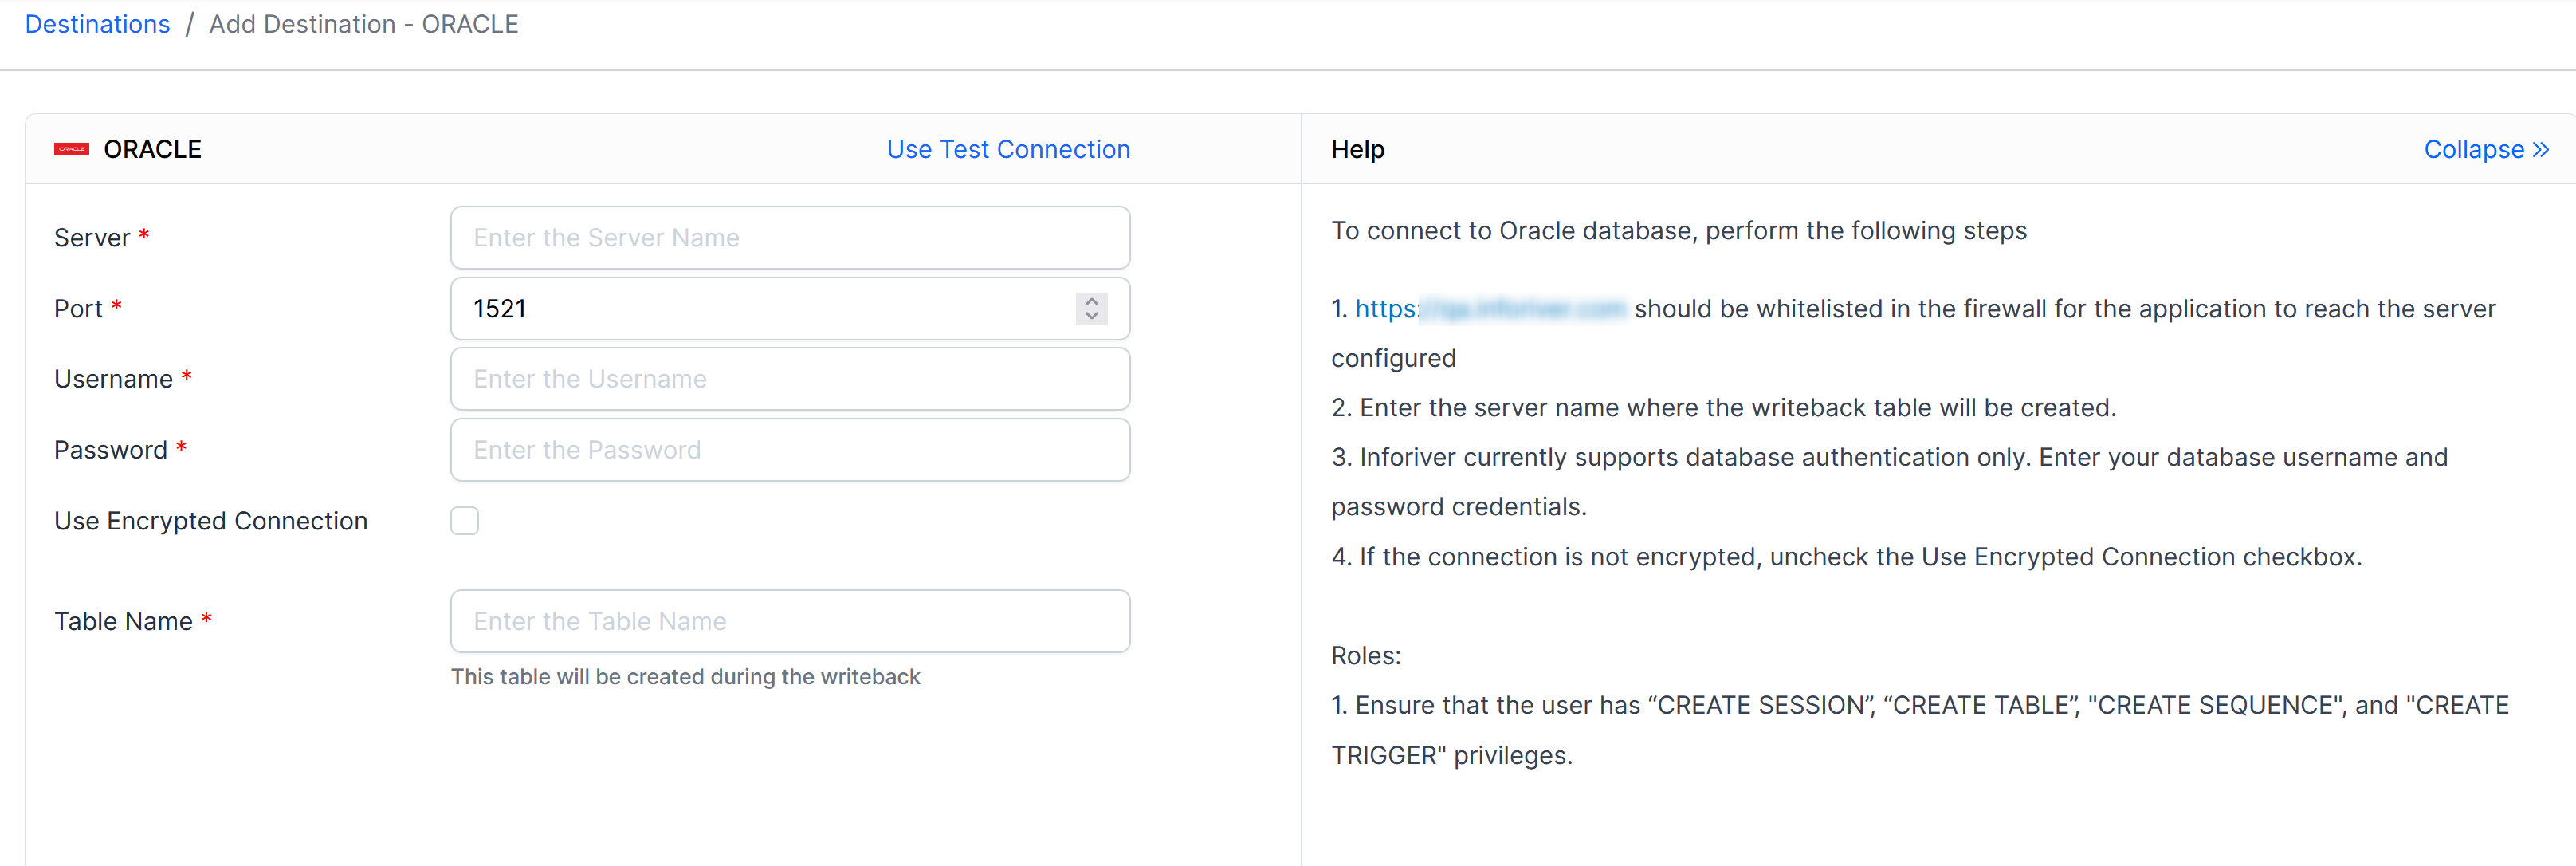 Destinations / Add Destination - ORACLE
ORACLE ORACLE
Use Test Connection
Server *
Enter the Server Name
Port *
1521
Username *
Enter the Username
Password *
Enter the Password
Use Encrypted Connection
Table Name *
Enter the Table Name
This table will be created during the writeback
Help
Collapse
To connect to Oracle database, perform the following steps
1. https: should be whitelisted in the firewall for the application to reach the server
configured
2. Enter the server name where the writeback table will be created.
3. Inforiver currently supports database authentication only. Enter your database username and
password credentials.
4. If the connection is not encrypted, uncheck the Use Encrypted Connection checkbox.
Roles:
1. Ensure that the user has “CREATE SESSION”, “CREATE TABLE”, "CREATE SEQUENCE", and "CREATE
TRIGGER" privileges.